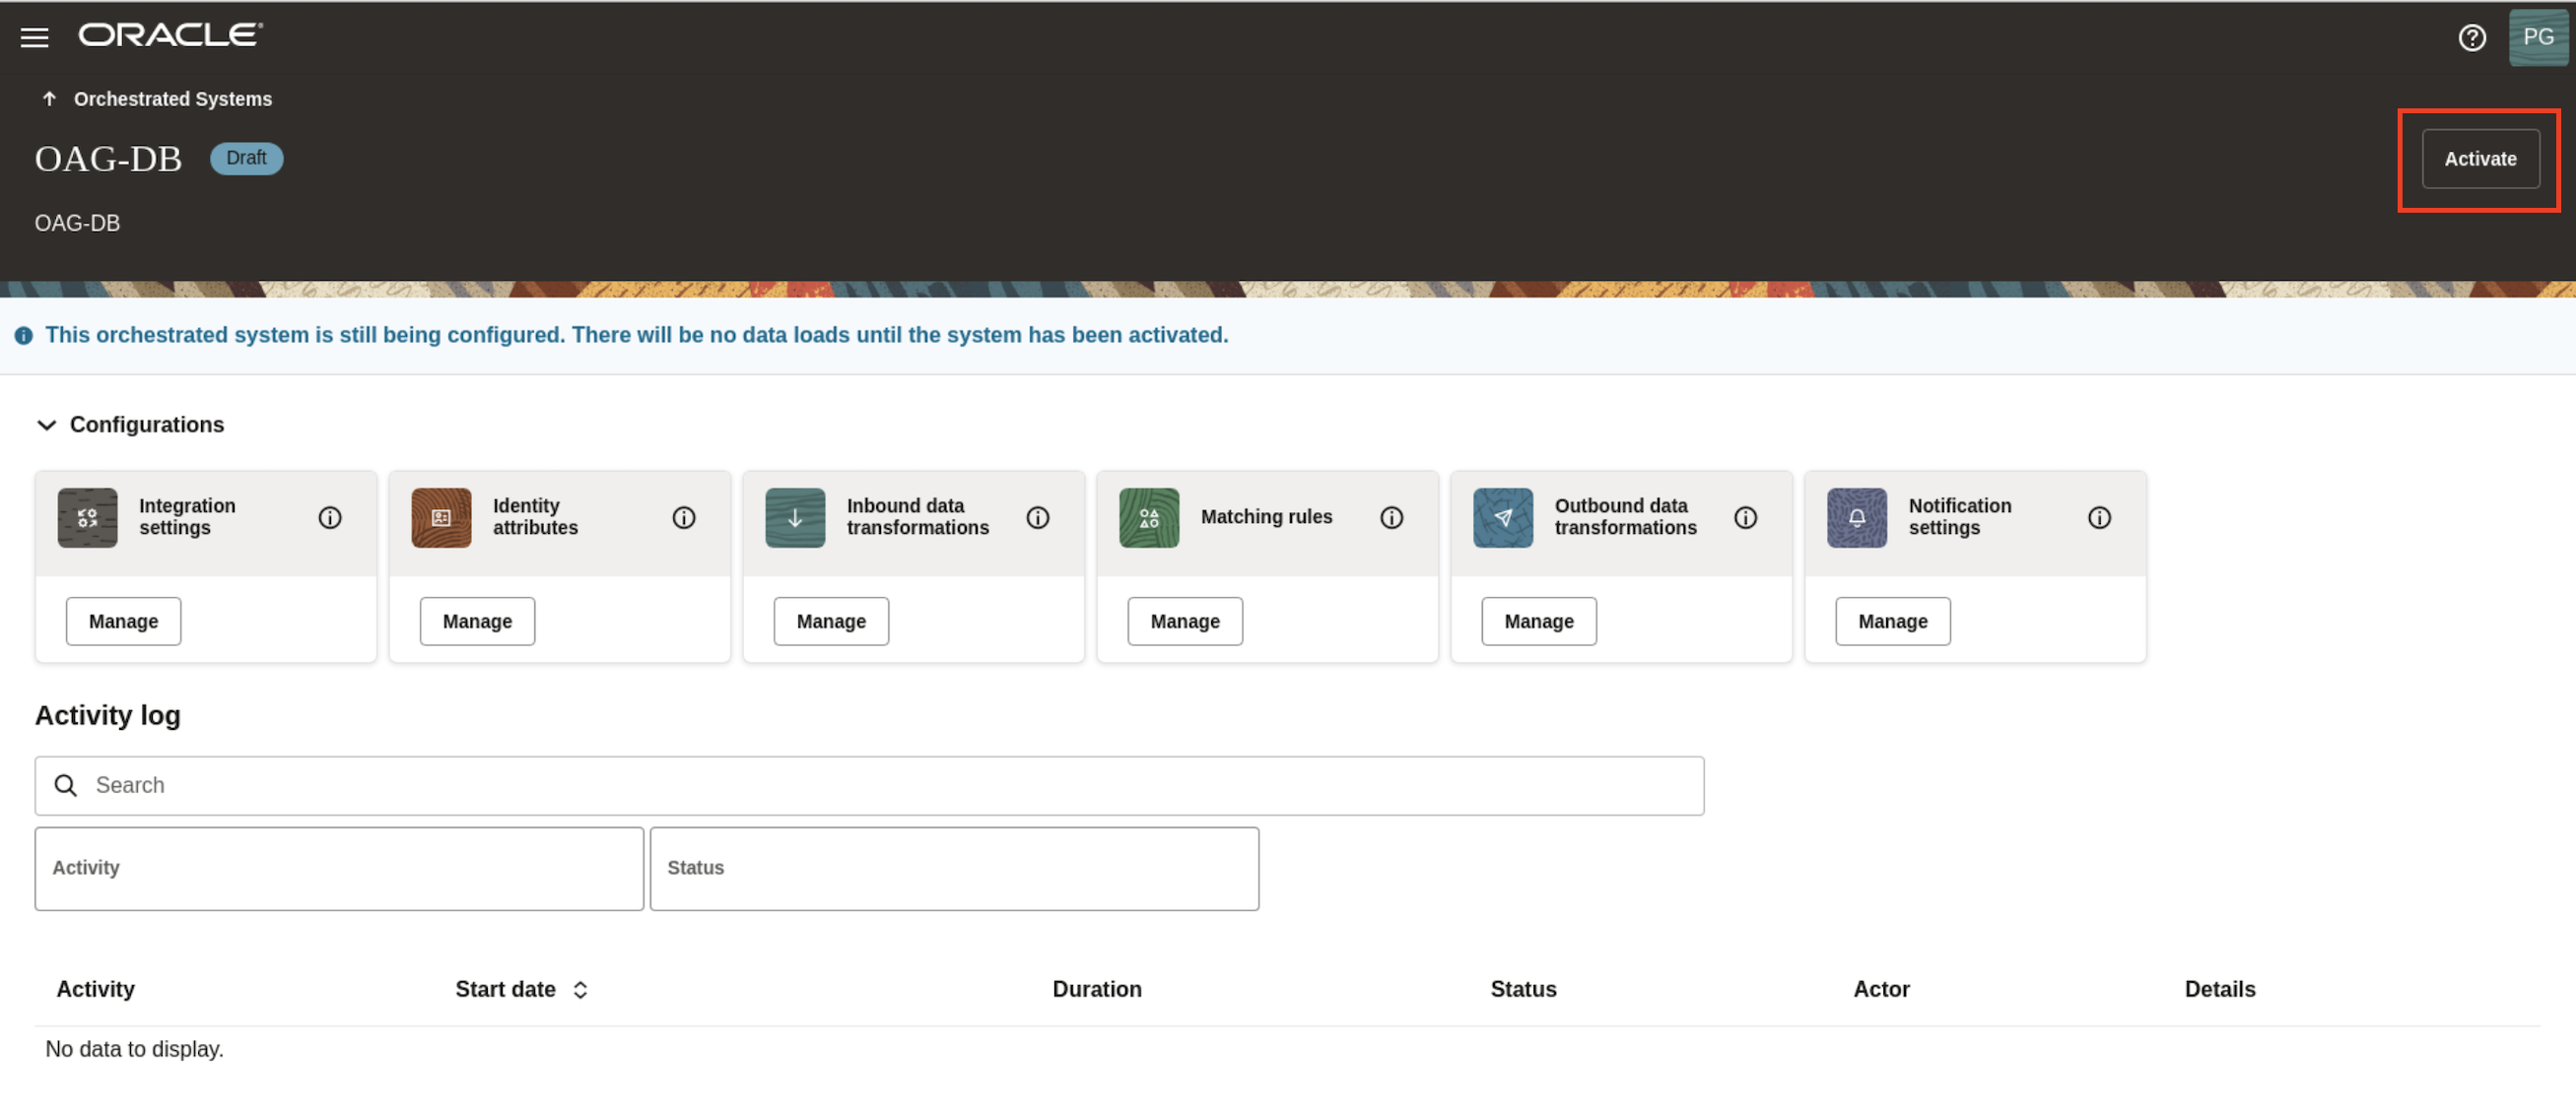 ORACLE
PG
Orchestrated Systems
OAG-DB Draft
Activate
OAG-DB
This orchestrated system is still being configured. There will be no data loads until the system has been activated.
Configurations
Integration settings
Identity attributes
Inbound data transformations
Matching rules
Outbound data transformations
Notification settings
Manage Manage Manage Manage Manage Manage
Activity log
Search
Activity Status
Activity Start date Duration Status Actor Details
No data to display.